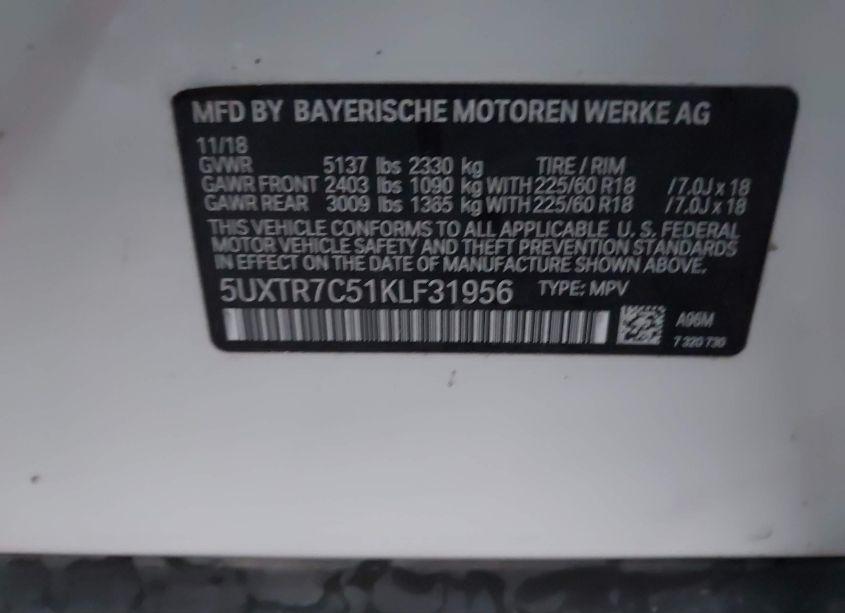 MFD BY BAYERISCHE MOTOREN WERKE AG
11/18
GVWR 5137 lbs 2330 kg TIRE / RIM
GAWR FRONT 2403 lbs 1090 kg WITH 225/60 R18 / 7.0J x 18
GAWR REAR 3009 lbs 1365 kg WITH 225/60 R18 / 7.0J x 18
THIS VEHICLE CONFORMS TO ALL APPLICABLE U. S. FEDERAL
MOTOR VEHICLE SAFETY AND THEFT PREVENTION STANDARDS
IN EFFECT ON THE DATE OF MANUFACTURE SHOWN ABOVE.
5UXTR7C51KLF31956 TYPE: MPV
A96M
7 320 730